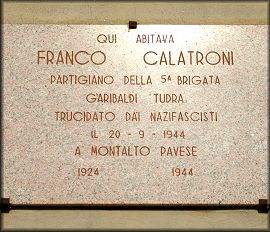 QUI ABITAVA
FRANCO CALATRONI
PARTIGIANO DELLA 5A BRIGATA
GARIBALDI TUDRA
TRUCIDATO DAI NAZIFASCISTI
IL 20-9-1944
A MONTALTO PAVESE
1924 1944